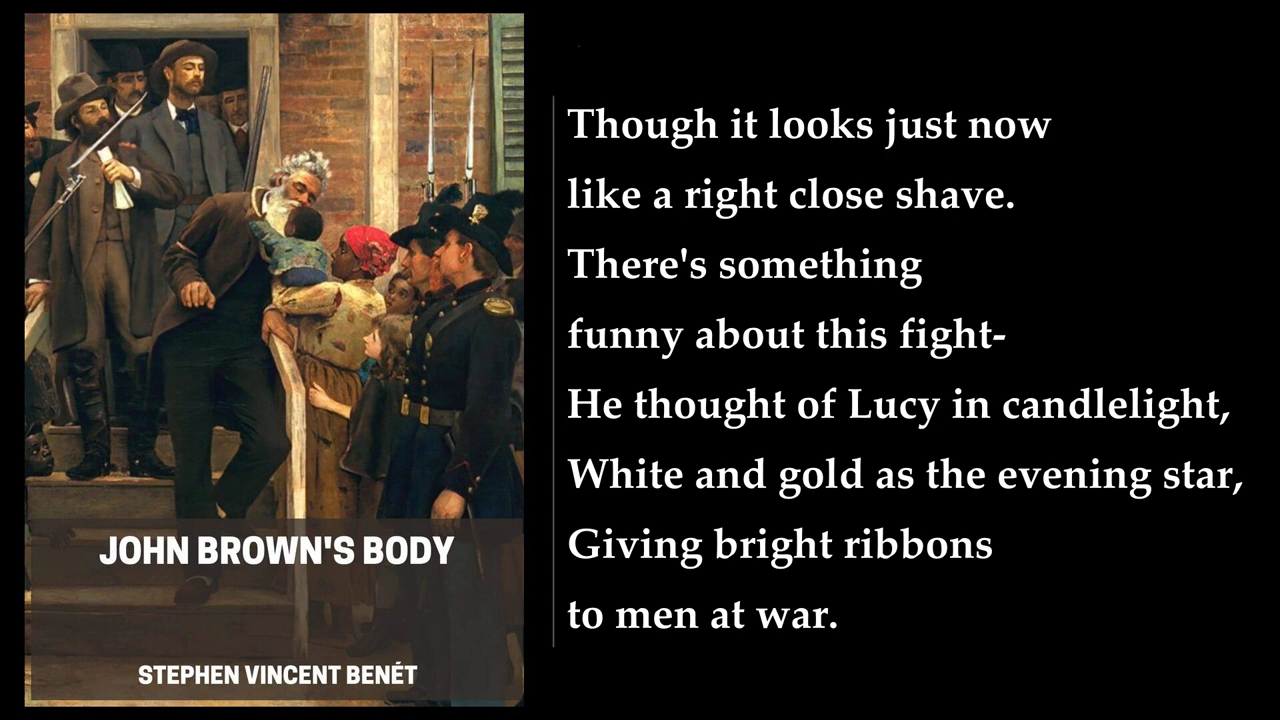 JOHN BROWN'S BODY
STEPHEN VINCENT BENÉT
Though it looks just now
like a right close shave.
There's something
funny about this fight-
He thought of Lucy in candlelight,
White and gold as the evening star,
Giving bright ribbons
to men at war.